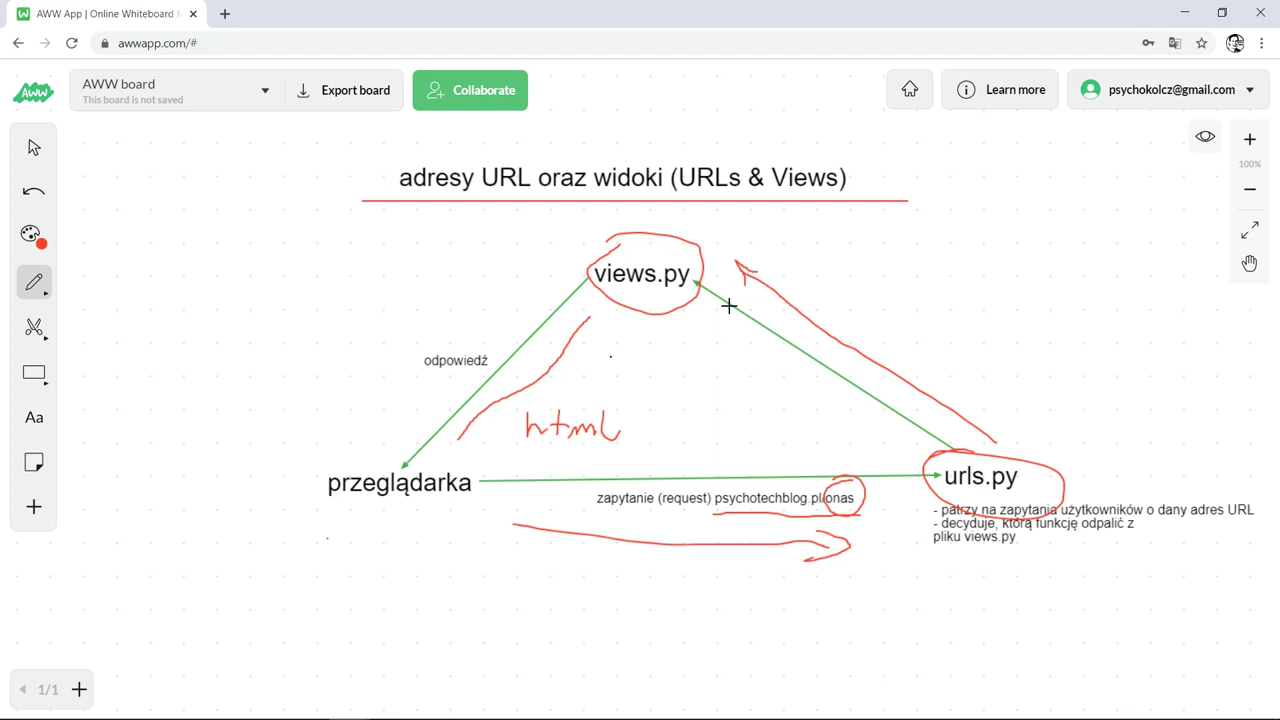 AWW App | Online Whiteboard f
awwapp.com/#
AWW
AWW board
This board is not saved
Export board
Collaborate
Learn more
psychokolcz@gmail.com
100%
adresy URL oraz widoki (URLs & Views)
views.py
odpowiedź
html
przeglądarka
urls.py
zapytanie (request) psychotechblog.pl/onas
- patrzy na zapytania użytkowników o dany adres URL
- decyduje, którą funkcję odpalić z
pliku views.py
Aa
1/1